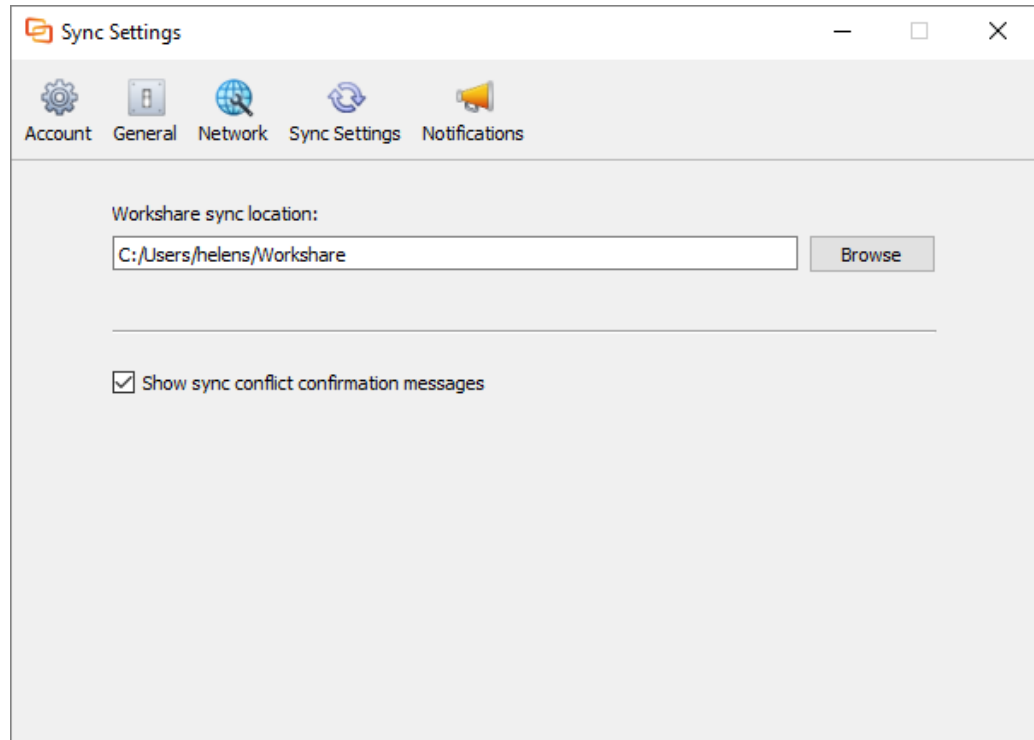 Sync Settings
Account General Network Sync Settings Notifications
Workshare sync location:
C:/Users/helens/Workshare Browse
Show sync conflict confirmation messages